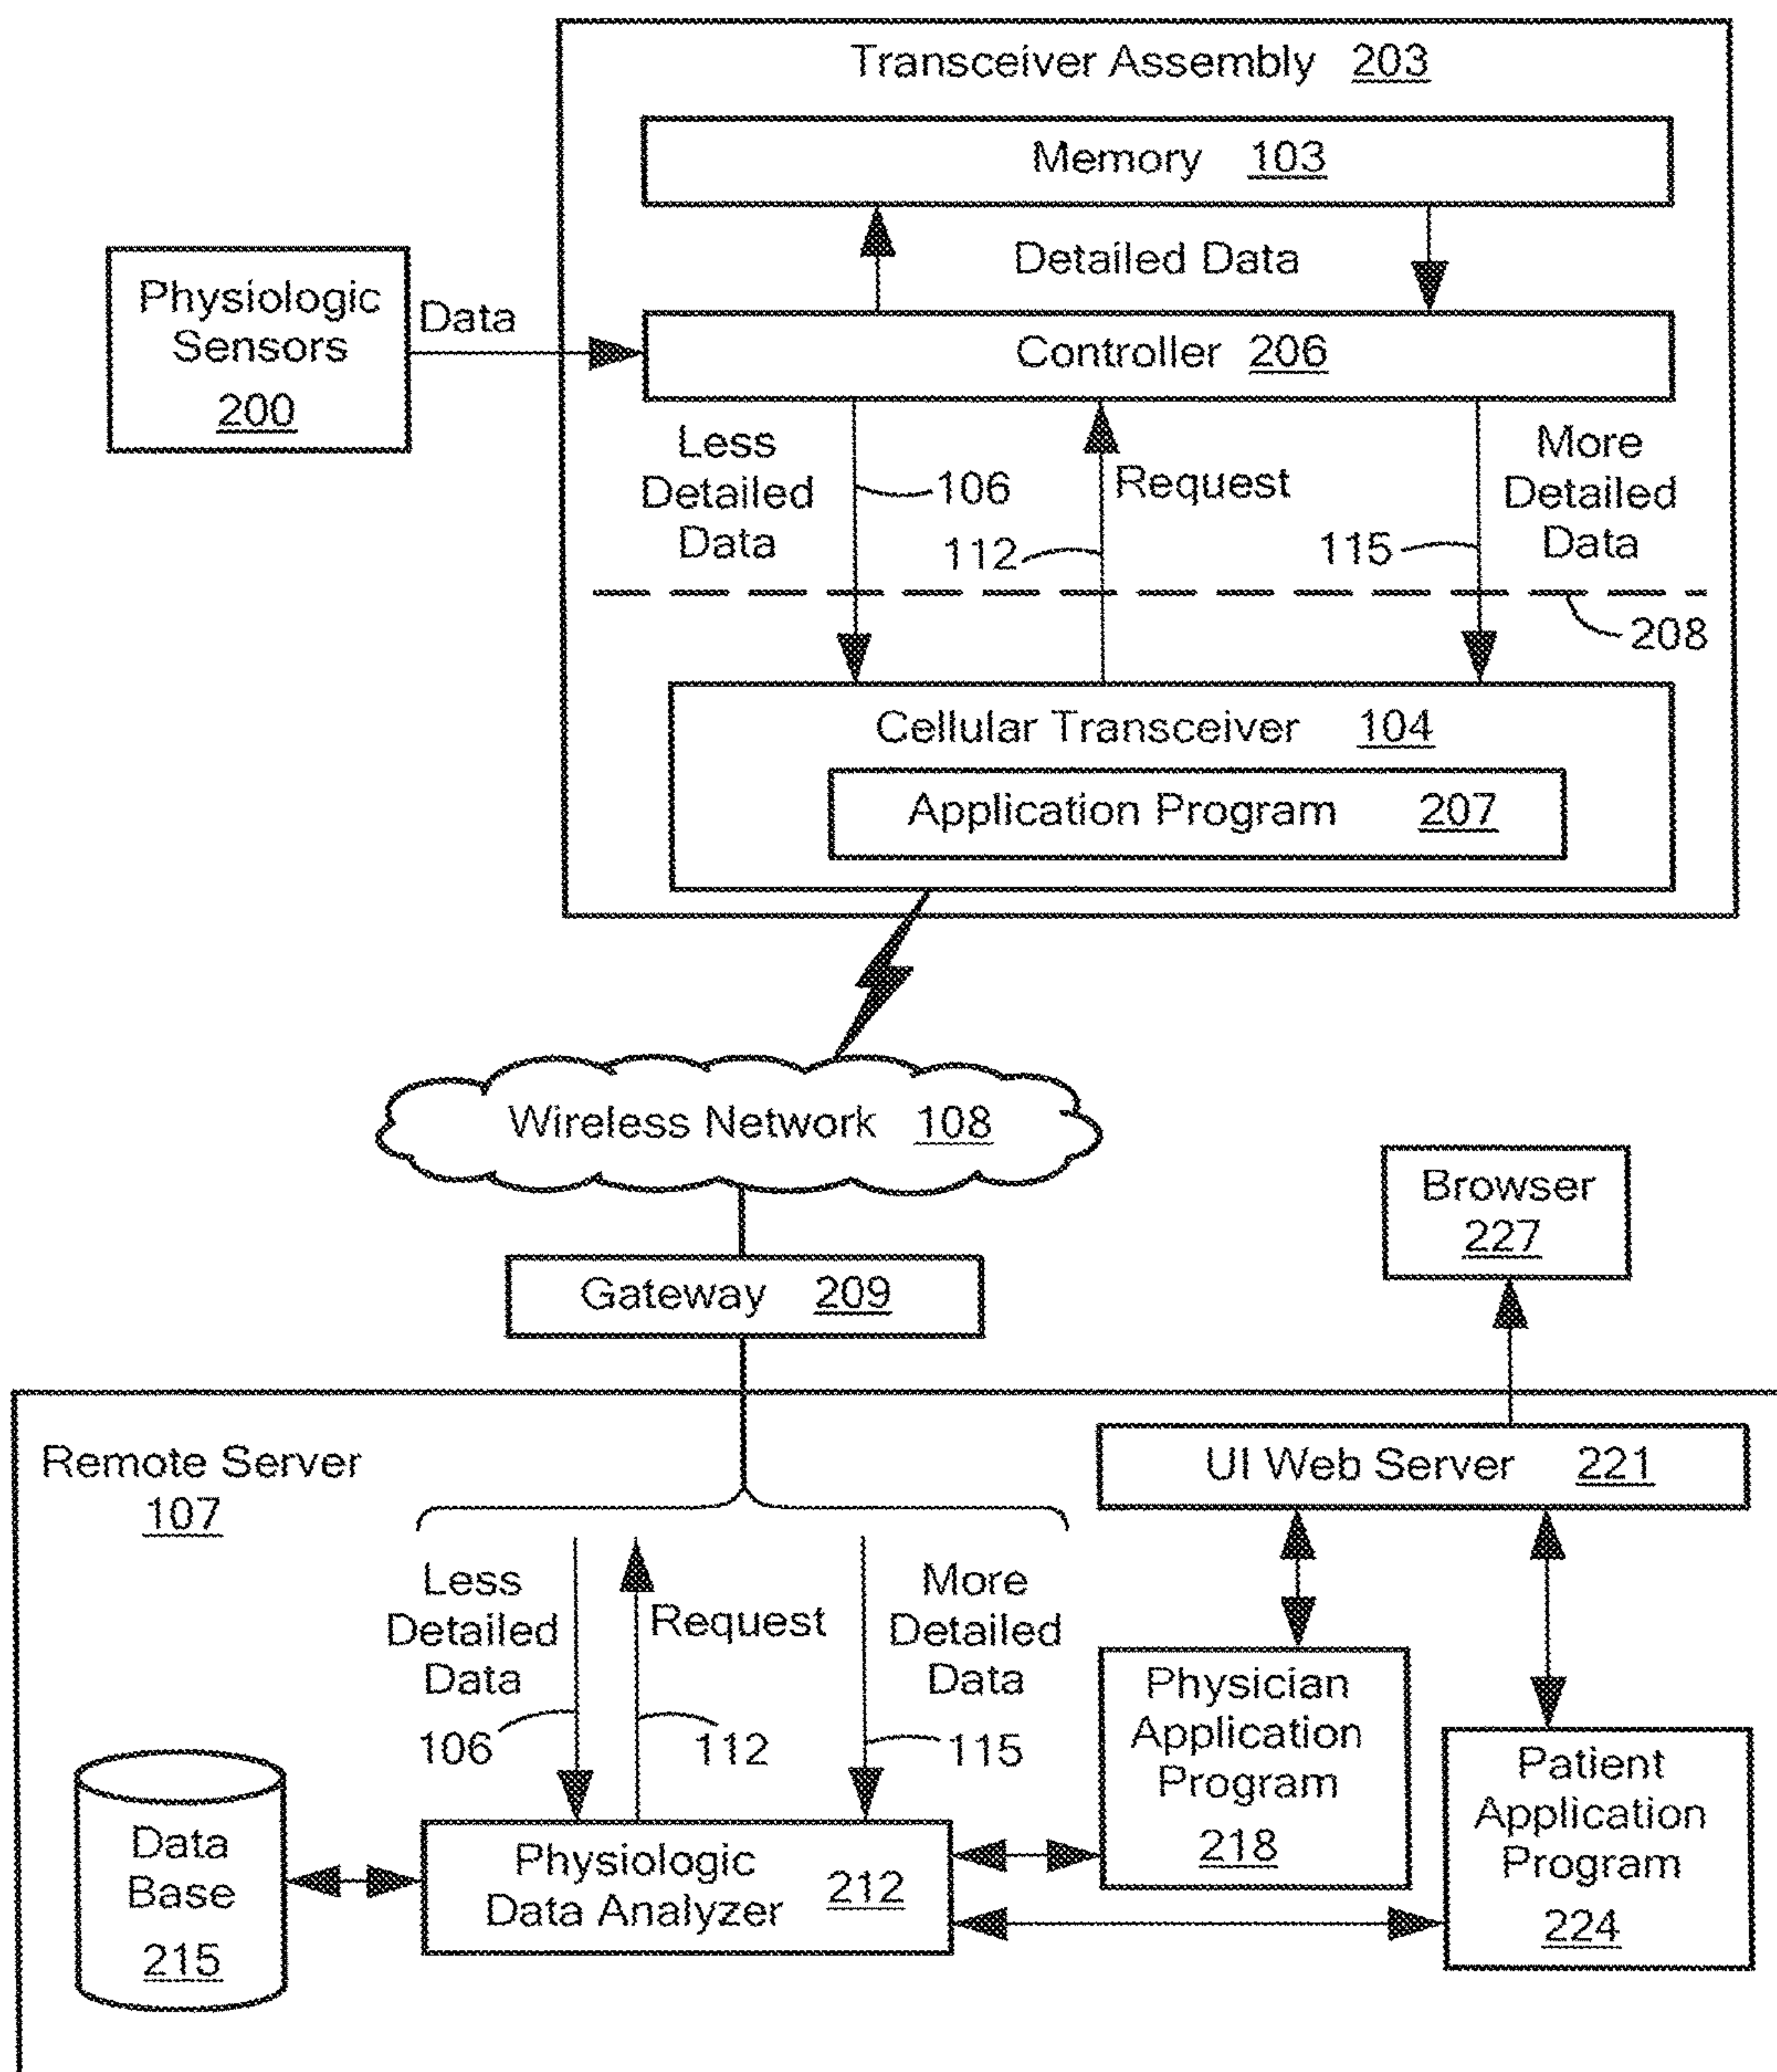 Transceiver Assembly 203
Memory 103
Detailed Data
Physiologic
Sensors
200
Data
Controller 206
Less
Detailed
Data
106
Request
112
More
Detailed
Data
115
208
Cellular Transceiver 104
Application Program 207
Wireless Network 108
Browser
227
Gateway 209
Remote Server
107
UI Web Server 221
Less
Detailed
Data
106
Request
112
More
Detailed
Data
115
Physician
Application
Program
218
Patient
Application
Program
224
Data
Base
215
Physiologic
Data Analyzer 212